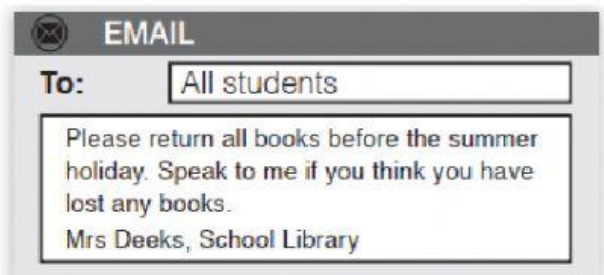 EMAIL
To: All students
Please return all books before the summer
holiday. Speak to me if you think you have
lost any books.
Mrs Deeks, School Library